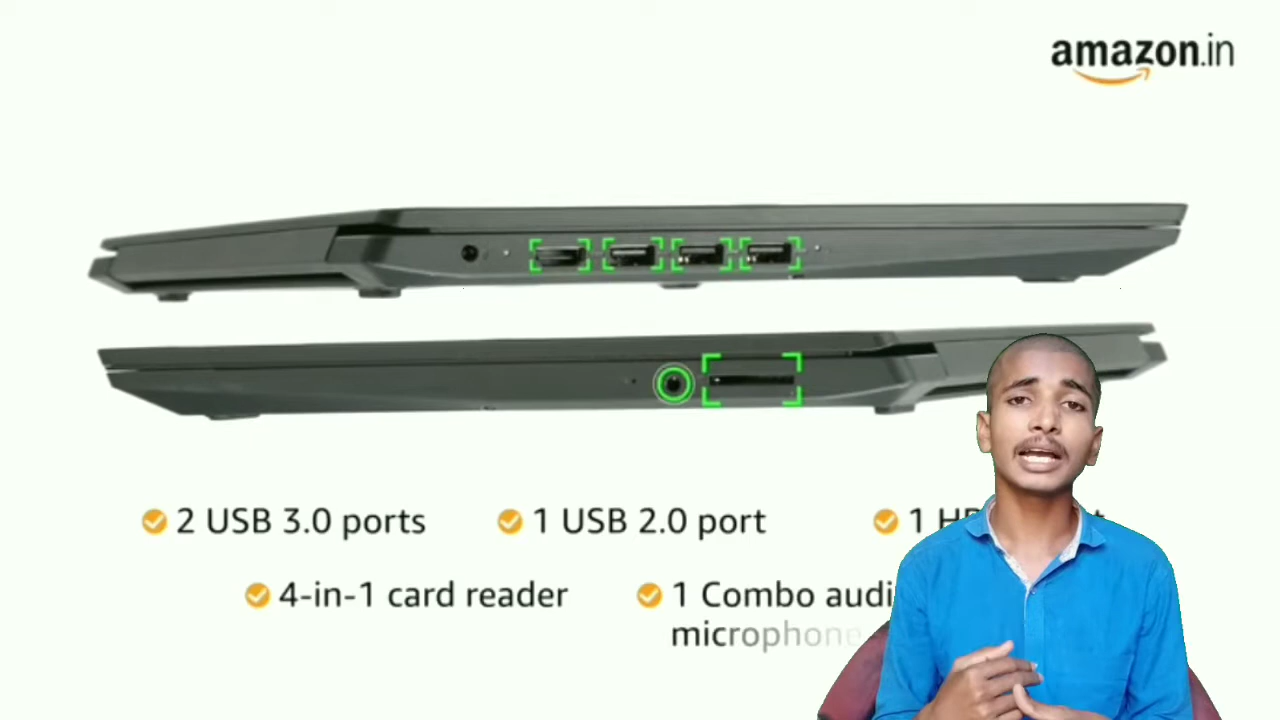 amazon.in
2 USB 3.0 ports
1 USB 2.0 port
1
4-in-1 card reader
1 Combo
microphone